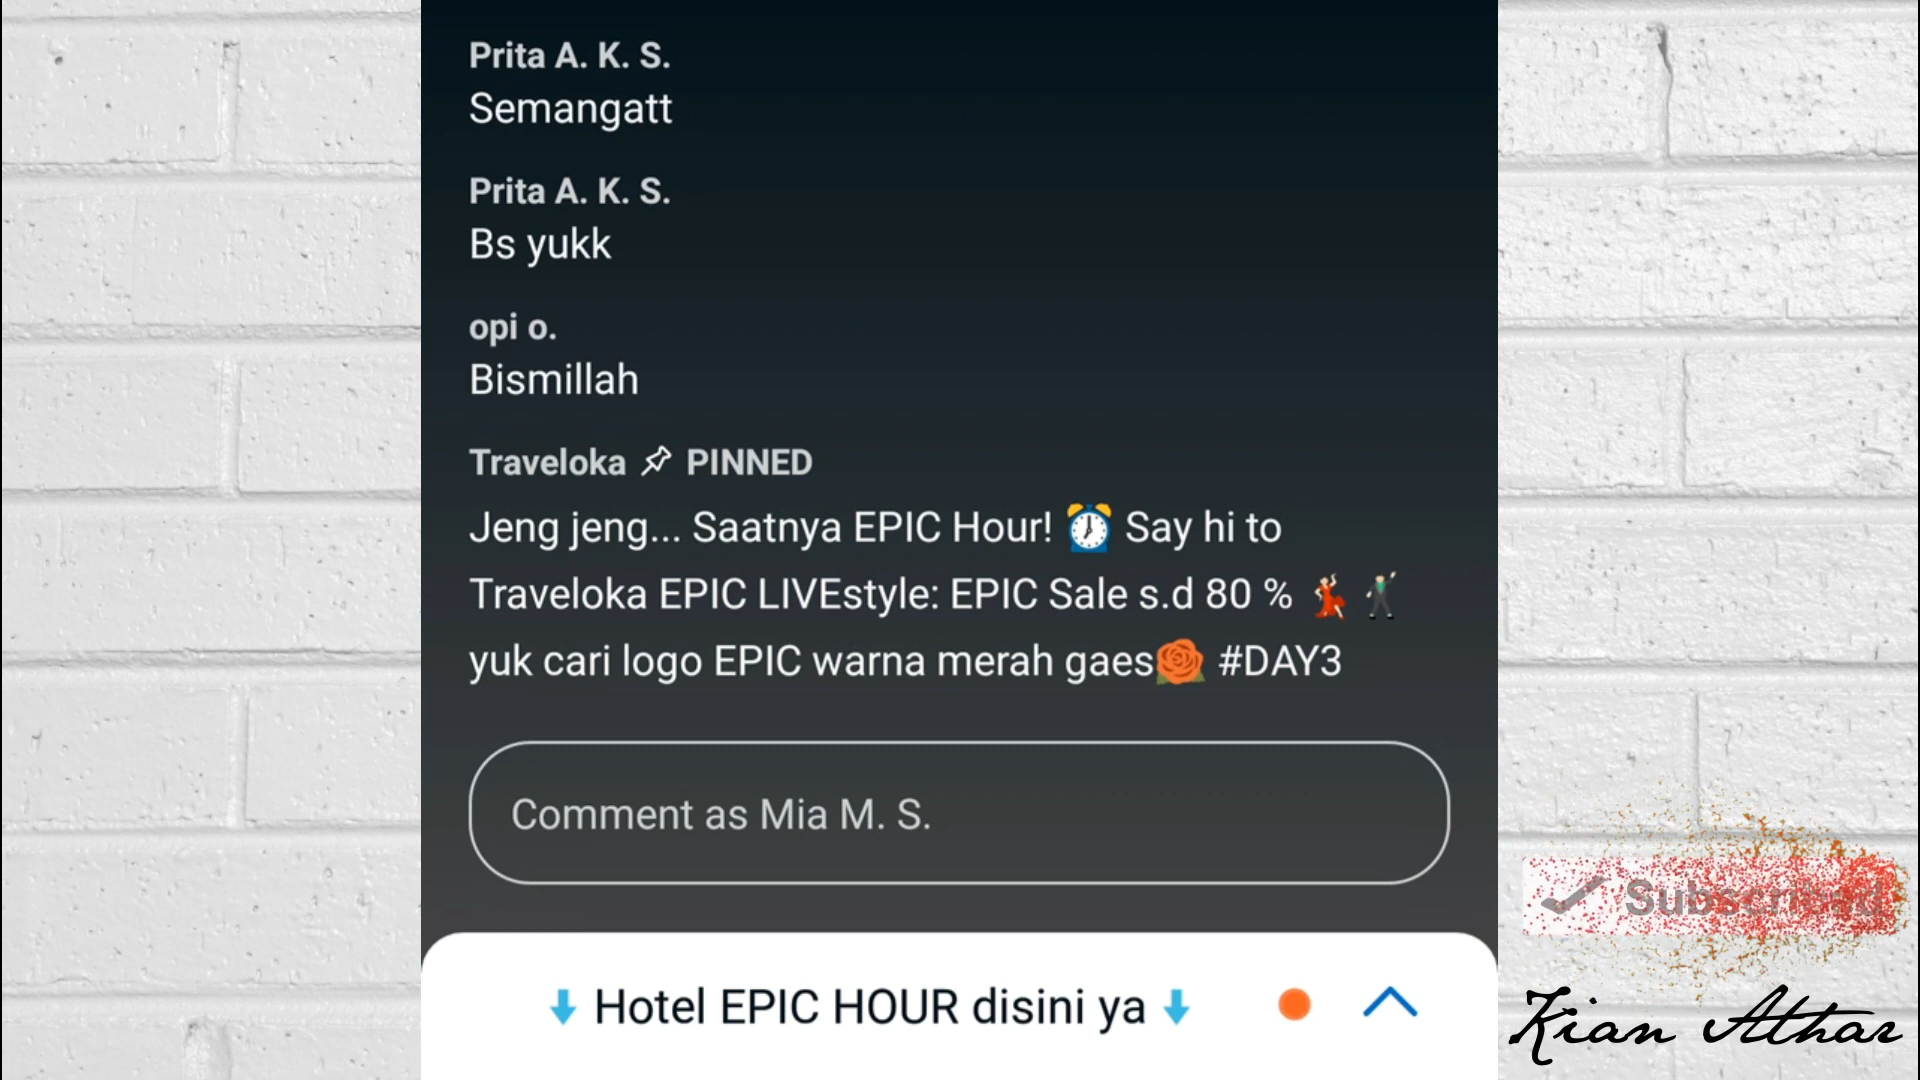 Prita A. K. S.
Semangatt
Prita A. K. S.
Bs yukk
opi o.
Bismillah
Traveloka 📌 PINNED
Jeng jeng... Saatnya EPIC Hour! ⏰ Say hi to
Traveloka EPIC LIVEstyle: EPIC Sale s.d 80 % 💃 🕺
yuk cari logo EPIC warna merah gaes🌹 #DAY3
Comment as Mia M. S.
⬇ Hotel EPIC HOUR disini ya ⬇
Subscribed
Kian Athar